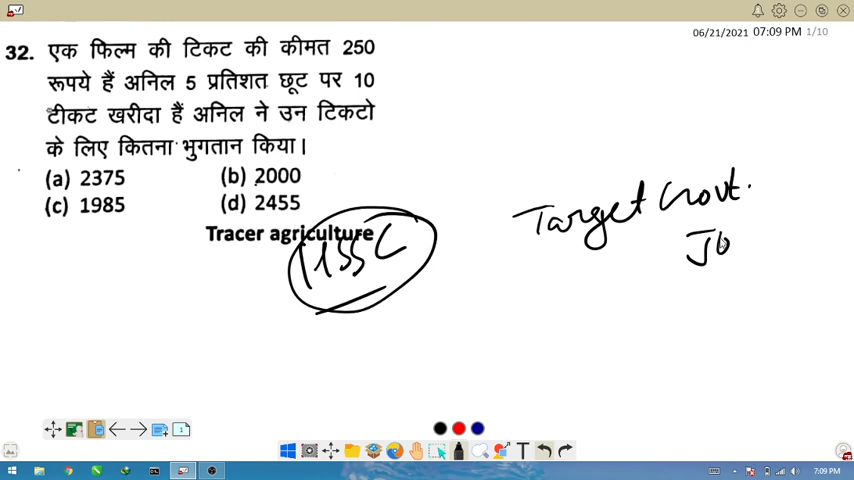 06/21/2021 07:09 PM 1/10
32. एक फिल्म की टिकट की कीमत 250
रूपये हैं अनिल 5 प्रतिशत छूट पर 10
टीकट खरीदा हैं अनिल ने उन टिकटो
के लिए कितना भुगतान किया।
(a) 2375 (b) 2000
(c) 1985 (d) 2455
Tracer agriculture
HSSC
Target Govt.
Jo
1
7:09 PM